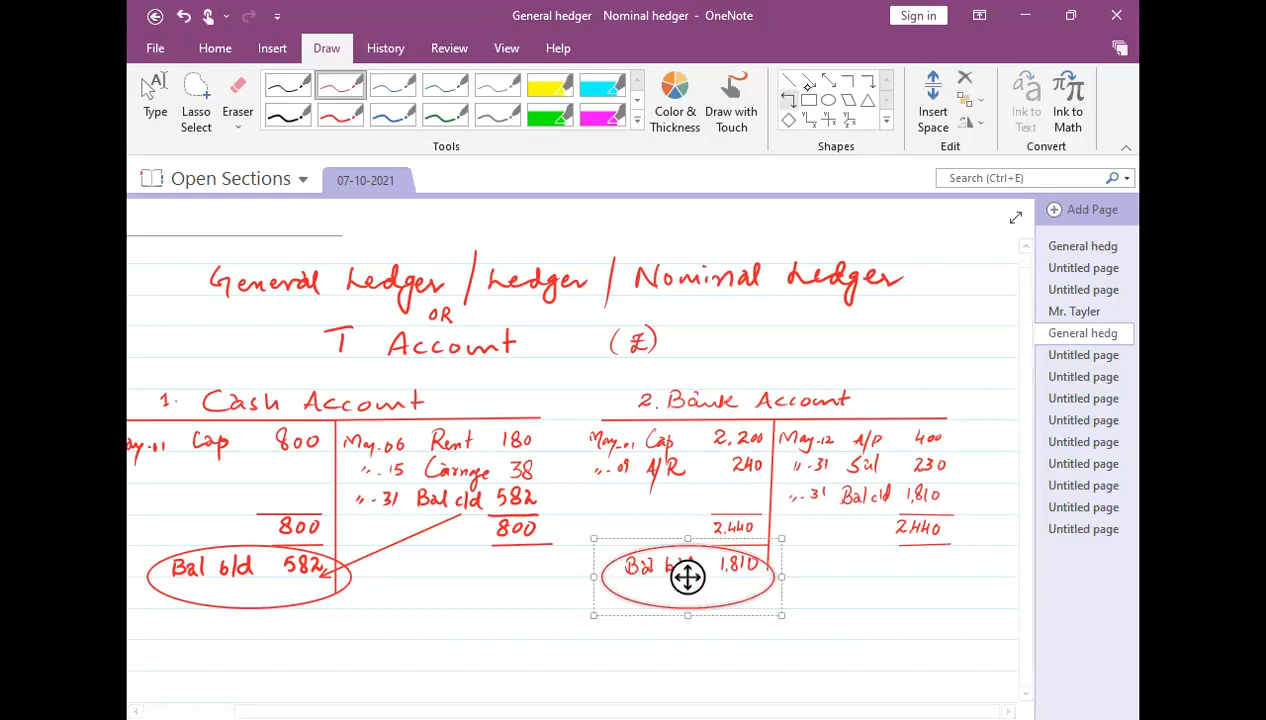 General hedger Nominal hedger - OneNote
Sign in
File Home Insert Draw History Review View Help
Type
Lasso Select
Eraser
Color & Thickness
Draw with Touch
Insert Space
Ink to Text
Ink to Math
Tools Shapes Edit Convert
Open Sections
07-10-2021
Search (Ctrl+E)
Add Page
General hedg
Untitled page
Untitled page
Mr. Tayler
General hedg
Untitled page
Untitled page
Untitled page
Untitled page
Untitled page
Untitled page
Untitled page
Untitled page
Untitled page
General Ledger / Ledger / Nominal Ledger
OR
T Account (£)
1. Cash Account
May-01 Cap 800 May-06 Rent 180
"-15 Carriage 38
"-31 Bal c/d 582
800 800
Bal b/d 582
2. Bank Account
May-01 Cap 2,200 May-12 A/P 400
"-09 A/R 240 "-31 Sal 230
"-31 Bal c/d 1,810
2,440 2,440
Bal b/d 1,810